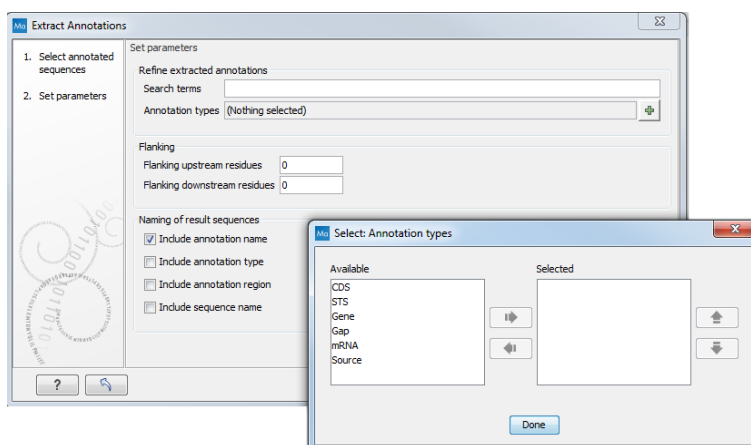 Mo Extract Annotations
1. Select annotated
sequences
2. Set parameters
Set parameters
Refine extracted annotations
Search terms
Annotation types (Nothing selected)
Flanking
Flanking upstream residues 0
Flanking downstream residues 0
Naming of result sequences
Include annotation name
Include annotation type
Include annotation region
Include sequence name
?
Mo Select: Annotation types
Available
Selected
CDS
STS
Gene
Gap
mRNA
Source
Done